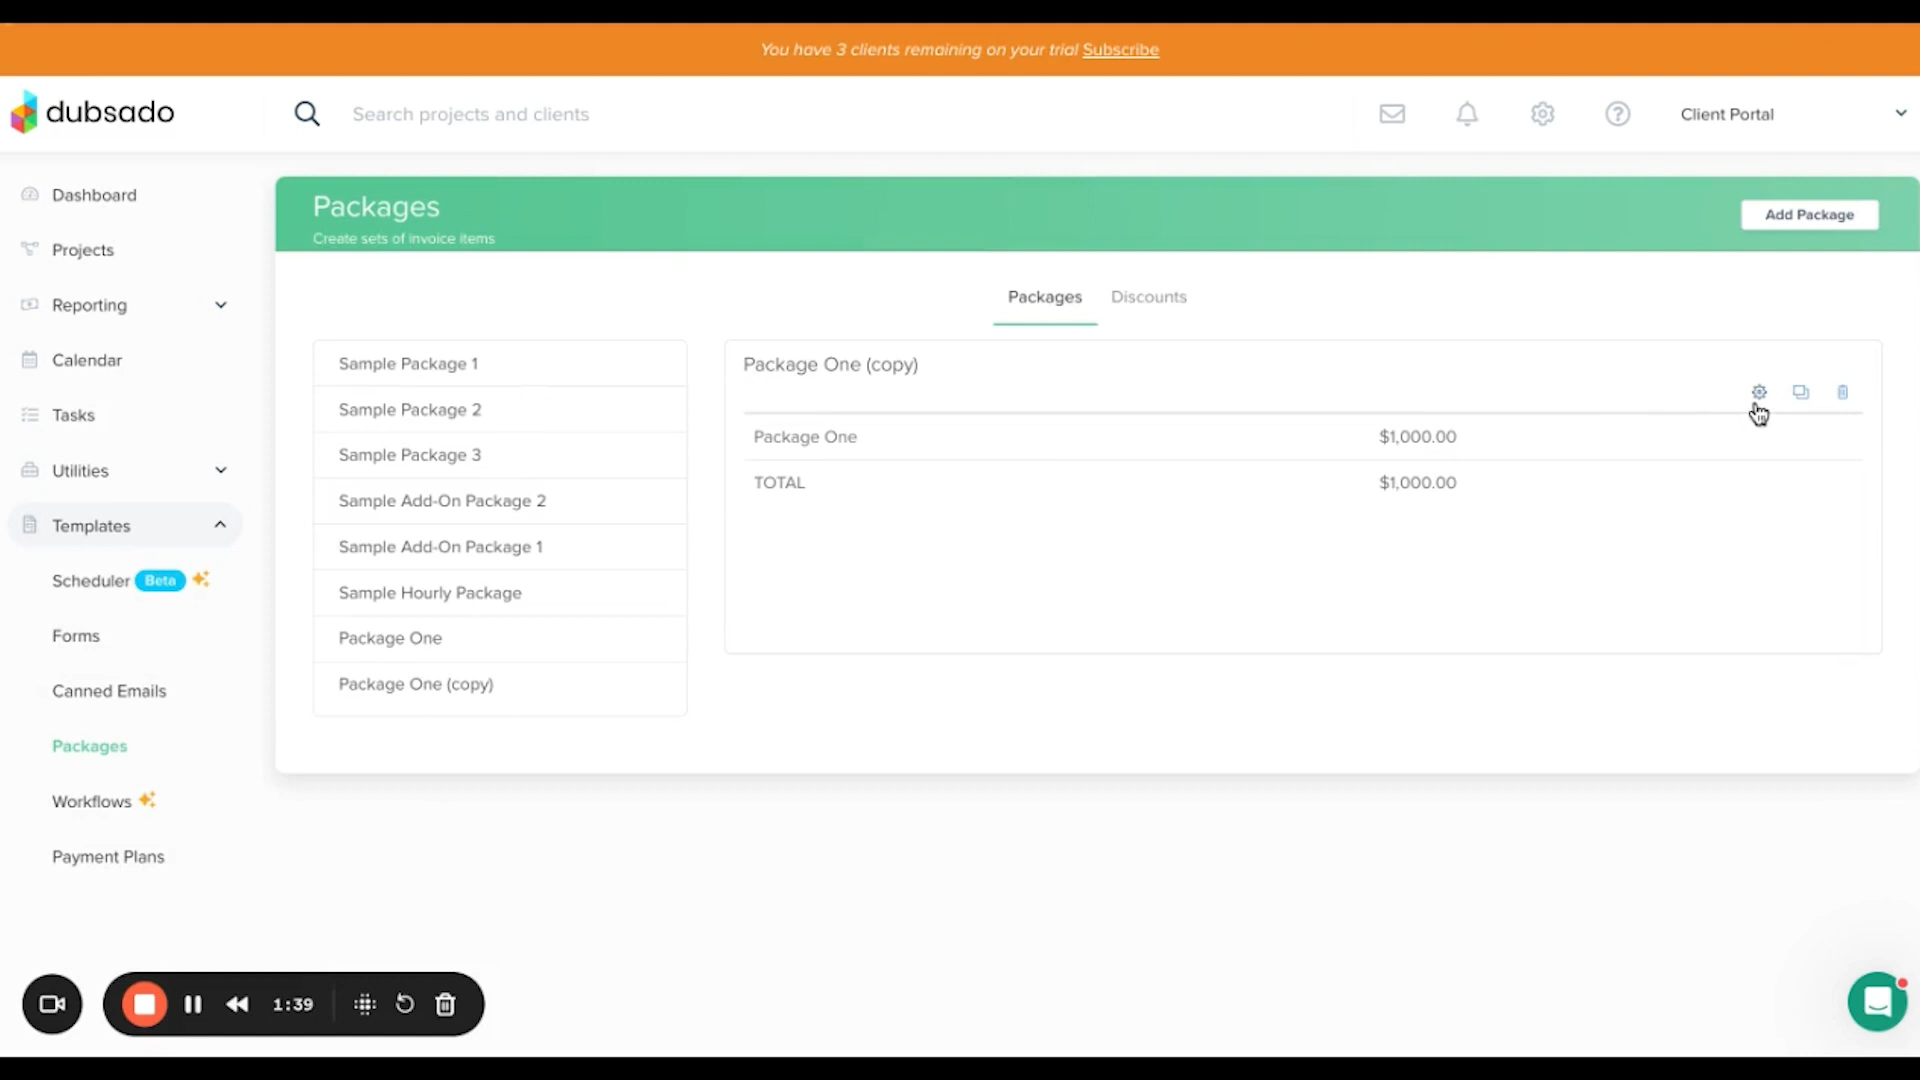 You have 3 clients remaining on your trial Subscribe
dubsado
Search projects and clients
Client Portal
Dashboard
Projects
Reporting
Calendar
Tasks
Utilities
Templates
Scheduler Beta
Forms
Canned Emails
Packages
Workflows
Payment Plans
Packages
Create sets of invoice items
Add Package
Packages Discounts
Sample Package 1
Sample Package 2
Sample Package 3
Sample Add-On Package 2
Sample Add-On Package 1
Sample Hourly Package
Package One
Package One (copy)
Package One (copy)
Package One $1,000.00
TOTAL $1,000.00
1:39